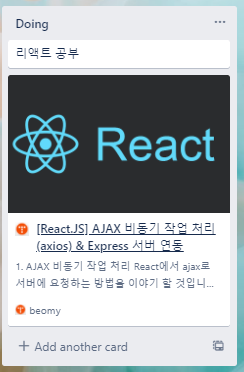 Doing
리액트 공부
React
[React.JS] AJAX 비동기 작업 처리
(axios) & Express 서버 연동
1. AJAX 비동기 작업 처리 React에서 ajax로
서버에 요청하는 방법을 이야기 할 것입니...
beomy
Add another card